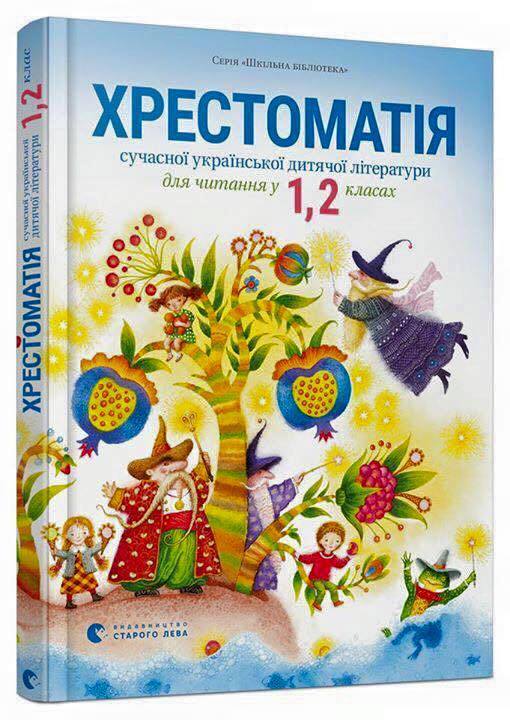 Серія «Шкільна бібліотека»
ХРЕСТОМАТІЯ
сучасної української дитячої літератури
для читання у 1, 2 класах
ВИДАВНИЦТВО
СТАРОГО ЛЕВА
ХРЕСТОМАТІЯ
сучасної української
дитячої літератури
1, 2 клас